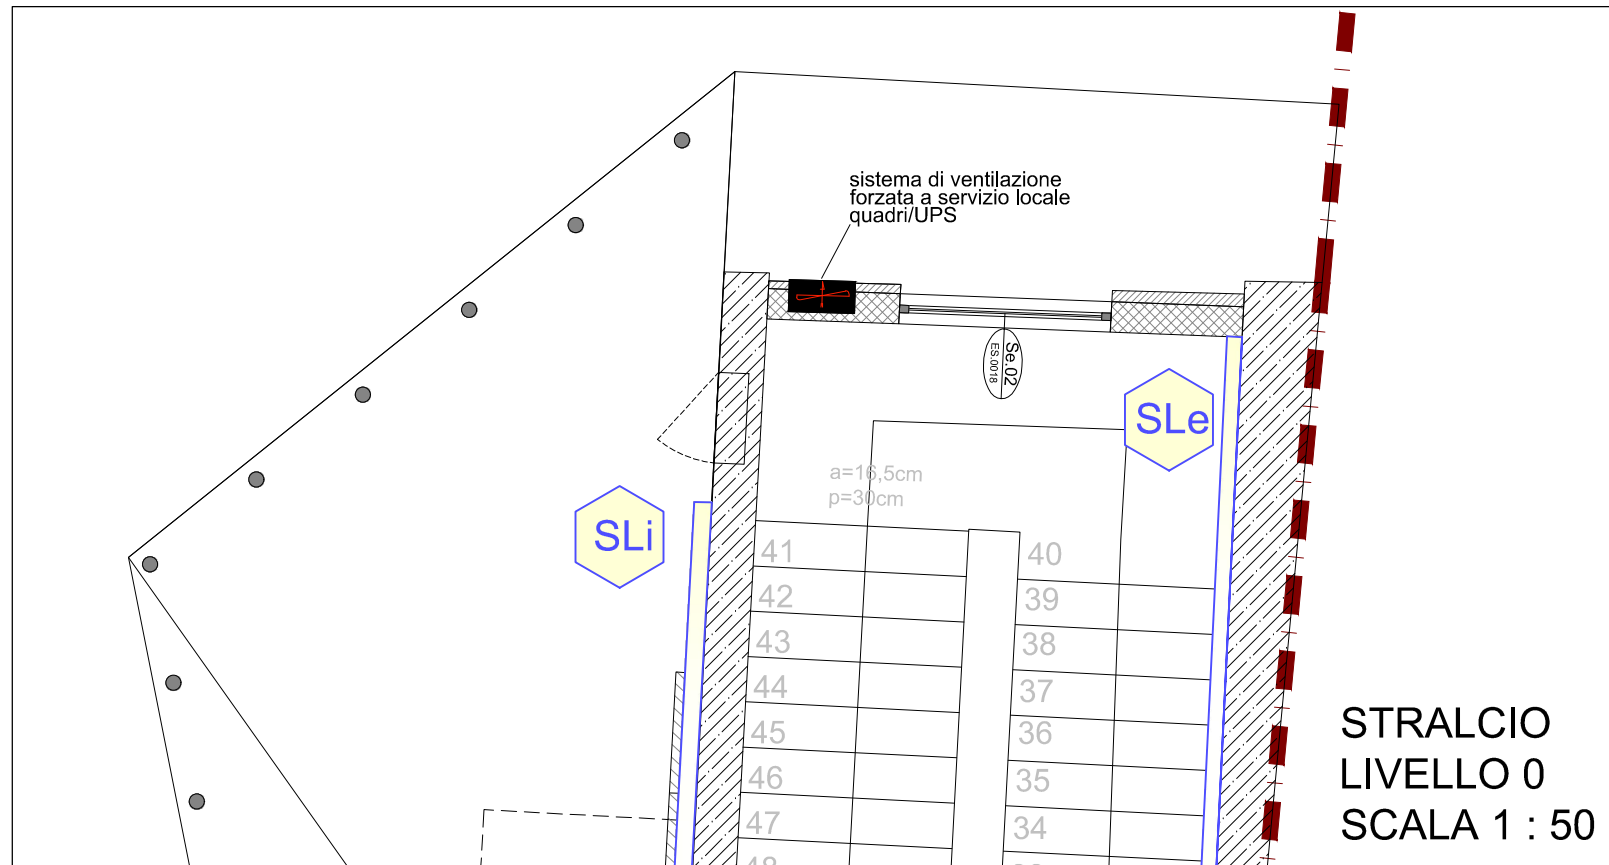 sistema di ventilazione
forzata a servizio locale
quadri/UPS
Se.02
ES.0018
SLe
a=16,5cm
p=30cm
SLi
41
40
42
39
43
38
44
37
45
36
46
35
47
34
48
STRALCIO
LIVELLO 0
SCALA 1 : 50